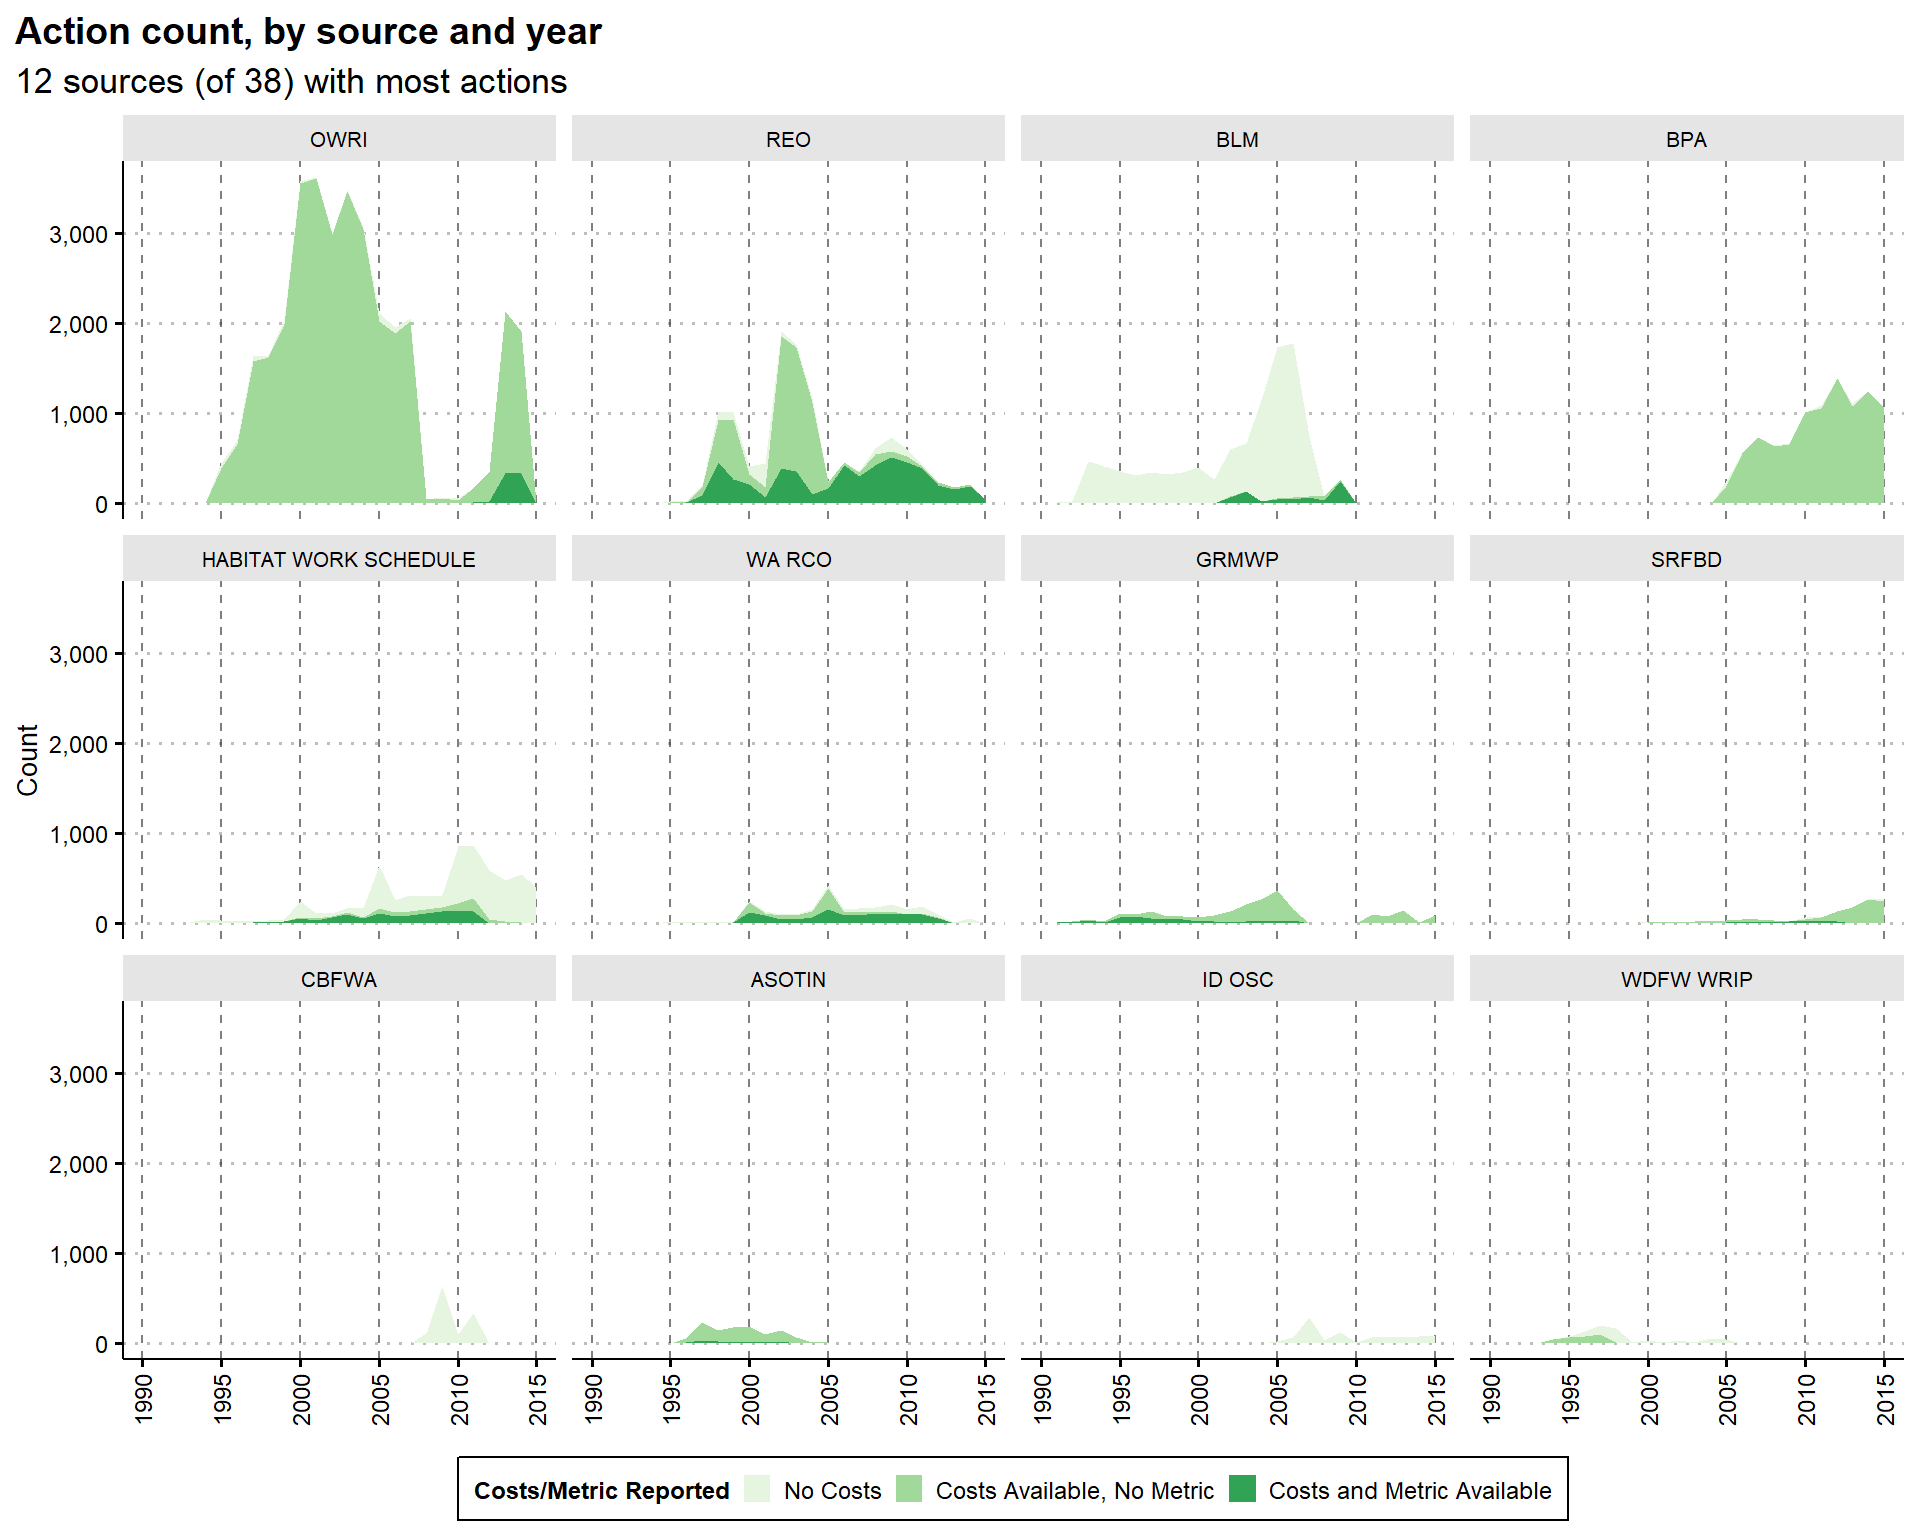 Action count, by source and year
12 sources (of 38) with most actions
OWRI REO BLM BPA
3,000
2,000
1,000
0
HABITAT WORK SCHEDULE WA RCO GRMWP SRFBD
3,000
2,000
1,000
0
Count
CBFWA ASOTIN ID OSC WDFW WRIP
3,000
2,000
1,000
0
1990 1995 2000 2005 2010 2015 1990 1995 2000 2005 2010 2015 1990 1995 2000 2005 2010 2015 1990 1995 2000 2005 2010 2015
Costs/Metric Reported No Costs Costs Available, No Metric Costs and Metric Available